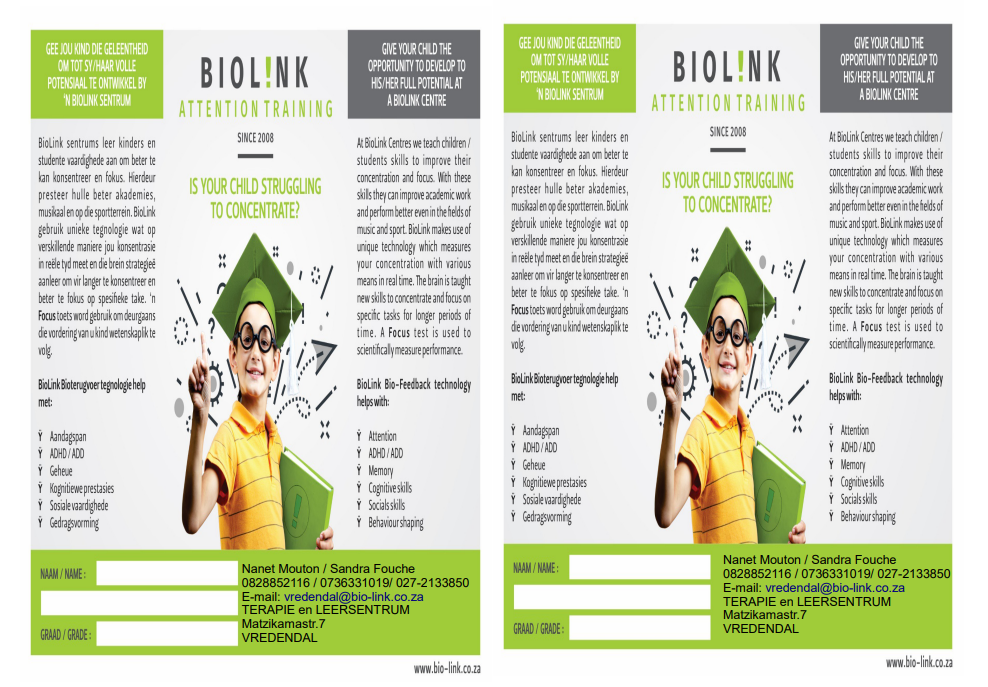 GEE JOU KIND DIE GELEENTHEID
OM TOT SY/HAAR VOLLE
POTENSIAAL TE ONTWIKKEL BY
'N BIOLINK SENTRUM
BioLink sentrums leer kinders en
studente vaardighede aan om beter te
kan konsentreer en fokus. Hierdeur
presteer hulle beter akademies,
musikaal en op die sportterrein. BioLink
gebruik unieke tegnologie wat op
verskillende maniere jou konsentrasie
in reële tyd meet en die brein strategieë
aanleer om vir langer te konsentreer en
beter te fokus op spesifieke take. 'n
Focus toets word gebruik om deurgaans
die vordering van u kind wetenskaplik te
volg.
BioLink Bioterugvoer tegnologie help
met:
Ÿ Aandagspan
Ÿ ADHD / ADD
Ÿ Geheue
Ÿ Kognitiewe prestasies
Ÿ Sosiale vaardighede
Ÿ Gedragsvorming
BIOL!NK
ATTENTION TRAINING
SINCE 2008
IS YOUR CHILD STRUGGLING
TO CONCENTRATE?
GIVE YOUR CHILD THE
OPPORTUNITY TO DEVELOP TO
HIS/HER FULL POTENTIAL AT
A BIOLINK CENTRE
At BioLink Centres we teach children /
students skills to improve their
concentration and focus. With these
skills they can improve academic work
and perform better even in the fields of
music and sport. BioLink makes use of
unique technology which measures
your concentration with various
means in real time. The brain is taught
new skills to concentrate and focus on
specific tasks for longer periods of
time. A Focus test is used to
scientifically measure performance.
BioLink Bio-Feedback technology
helps with:
Ÿ Attention
Ÿ ADHD / ADD
Ÿ Memory
Ÿ Cognitive skills
Ÿ Socials skills
Ÿ Behaviour shaping
NAAM / NAME :
GRAAD / GRADE :
Nanet Mouton / Sandra Fouche
0828852116 / 0736331019/ 027-2133850
E-mail: vredendal@bio-link.co.za
TERAPIE en LEERSENTRUM
Matzikamastr.7
VREDENDAL
www.bio-link.co.za
GEE JOU KIND DIE GELEENTHEID
OM TOT SY/HAAR VOLLE
POTENSIAAL TE ONTWIKKEL BY
'N BIOLINK SENTRUM
BioLink sentrums leer kinders en
studente vaardighede aan om beter te
kan konsentreer en fokus. Hierdeur
presteer hulle beter akademies,
musikaal en op die sportterrein. BioLink
gebruik unieke tegnologie wat op
verskillende maniere jou konsentrasie
in reële tyd meet en die brein strategieë
aanleer om vir langer te konsentreer en
beter te fokus op spesifieke take. 'n
Focus toets word gebruik om deurgaans
die vordering van u kind wetenskaplik te
volg.
BioLink Bioterugvoer tegnologie help
met:
Ÿ Aandagspan
Ÿ ADHD / ADD
Ÿ Geheue
Ÿ Kognitiewe prestasies
Ÿ Sosiale vaardighede
Ÿ Gedragsvorming
BIOL!NK
ATTENTION TRAINING
SINCE 2008
IS YOUR CHILD STRUGGLING
TO CONCENTRATE?
GIVE YOUR CHILD THE
OPPORTUNITY TO DEVELOP TO
HIS/HER FULL POTENTIAL AT
A BIOLINK CENTRE
At BioLink Centres we teach children /
students skills to improve their
concentration and focus. With these
skills they can improve academic work
and perform better even in the fields of
music and sport. BioLink makes use of
unique technology which measures
your concentration with various
means in real time. The brain is taught
new skills to concentrate and focus on
specific tasks for longer periods of
time. A Focus test is used to
scientifically measure performance.
BioLink Bio-Feedback technology
helps with:
Ÿ Attention
Ÿ ADHD / ADD
Ÿ Memory
Ÿ Cognitive skills
Ÿ Socials skills
Ÿ Behaviour shaping
NAAM / NAME :
GRAAD / GRADE :
Nanet Mouton / Sandra Fouche
0828852116 / 0736331019/ 027-2133850
E-mail: vredendal@bio-link.co.za
TERAPIE en LEERSENTRUM
Matzikamastr.7
VREDENDAL
www.bio-link.co.za